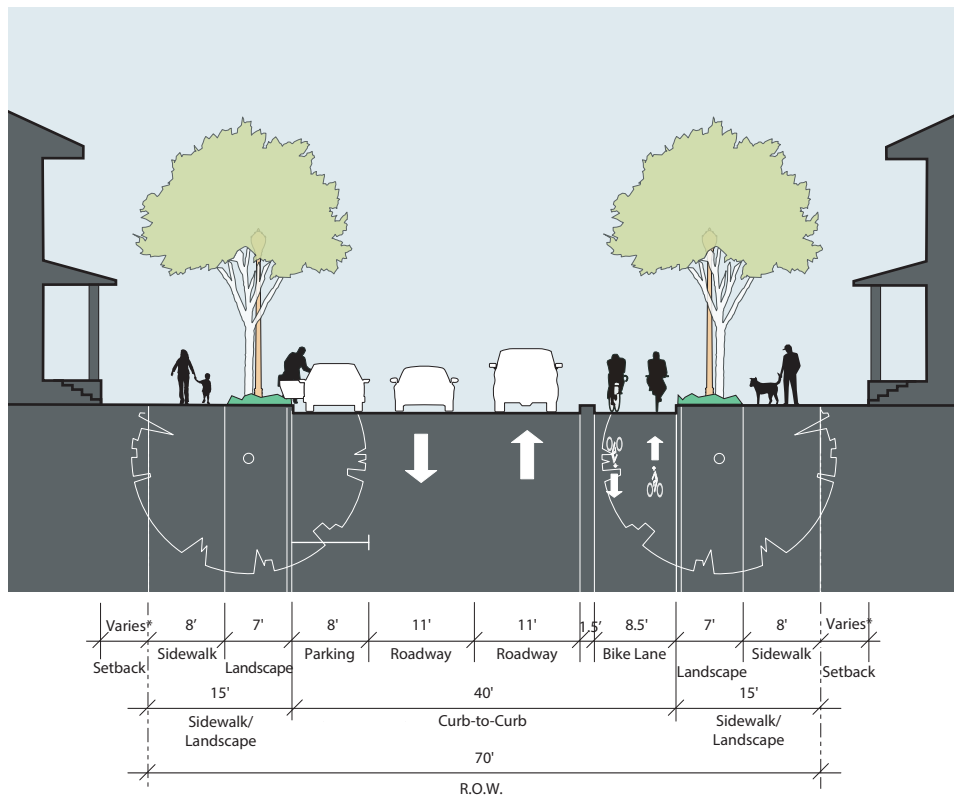 Varies* 8' 7' 8' 11' 11' 1.5' 8.5' 7' 8' Varies*
Setback Sidewalk Landscape Parking Roadway Roadway Bike Lane Landscape Sidewalk Setback
15' 40' 15'
Sidewalk/ Curb-to-Curb Sidewalk/
Landscape Landscape
70'
R.O.W.